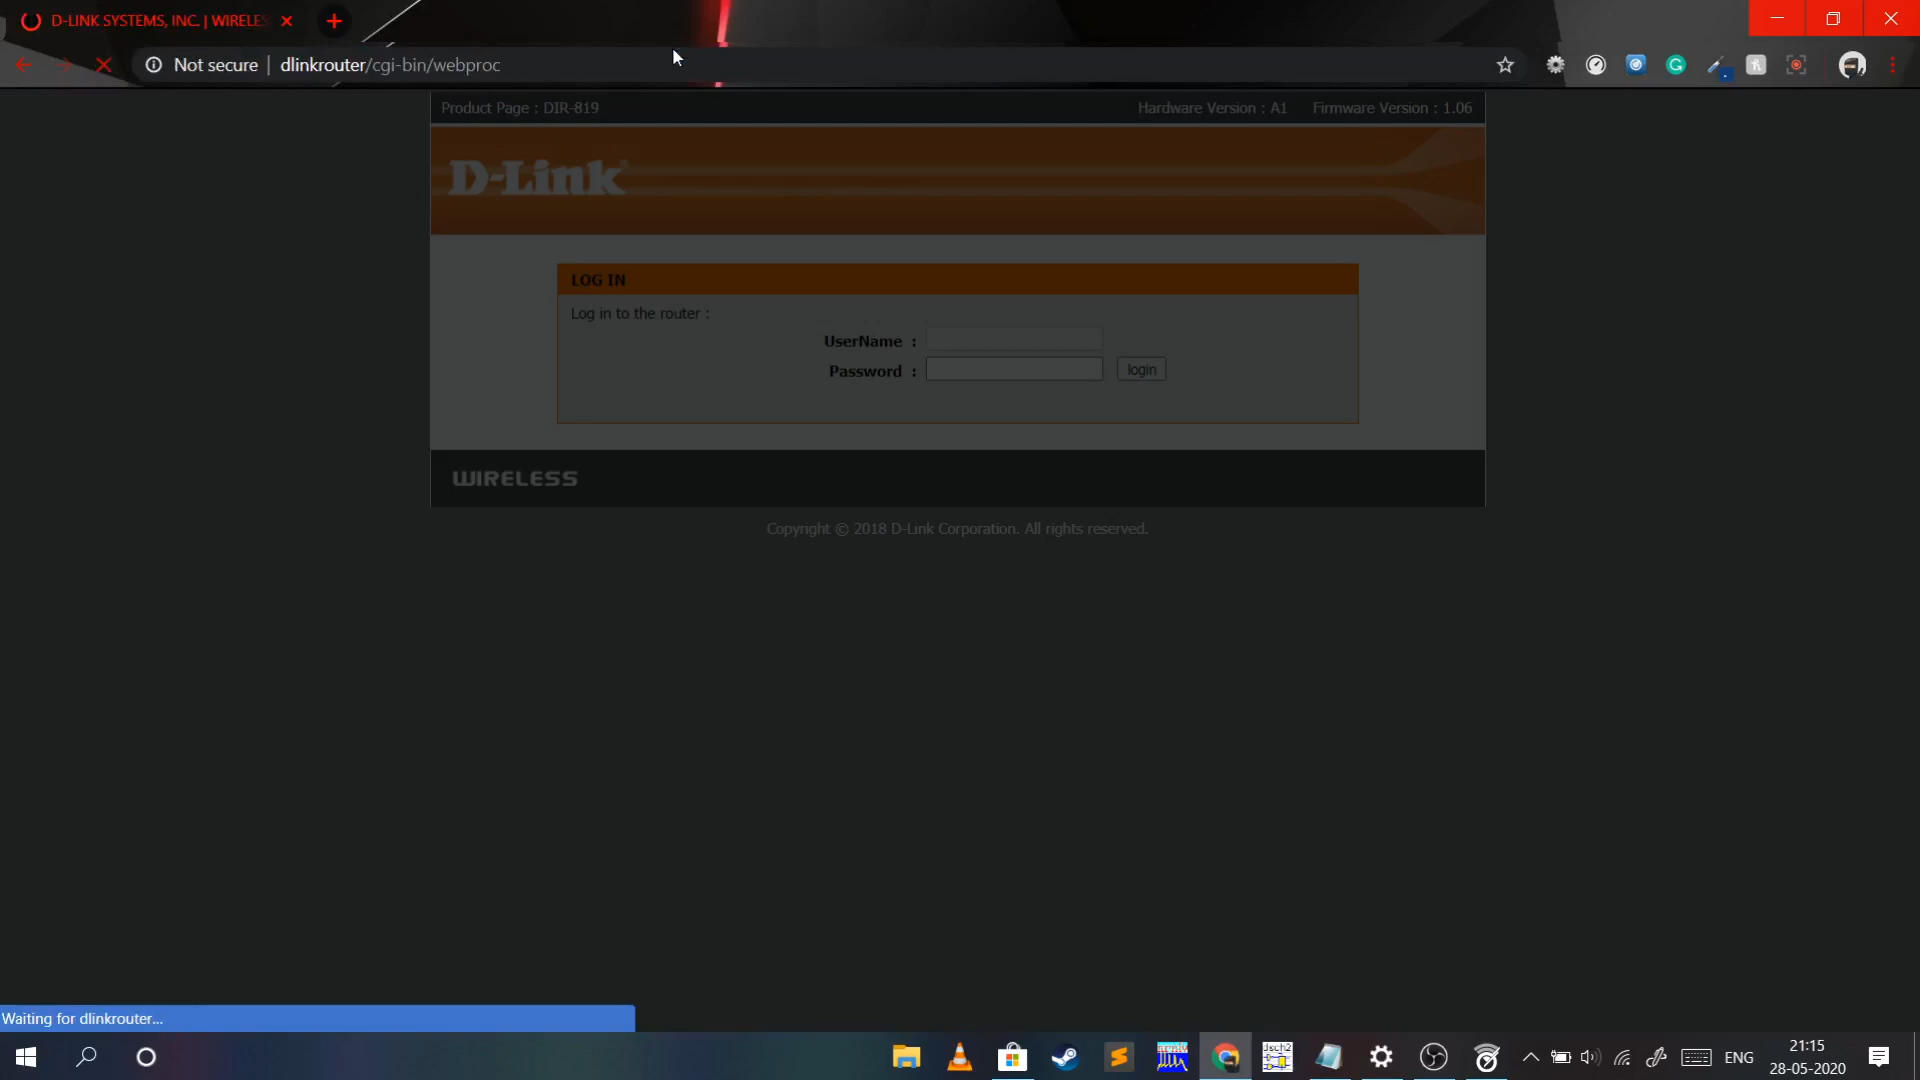 D-LINK SYSTEMS, INC. | WIRELES
Not secure | dlinkrouter/cgi-bin/webproc
Product Page : DIR-819 Hardware Version : A1 Firmware Version : 1.06
D-Link
LOG IN
Log in to the router :
UserName :
Password : login
WIRELESS
Copyright © 2018 D-Link Corporation. All rights reserved.
Waiting for dlinkrouter...
dsch2
ENG
21:15
28-05-2020